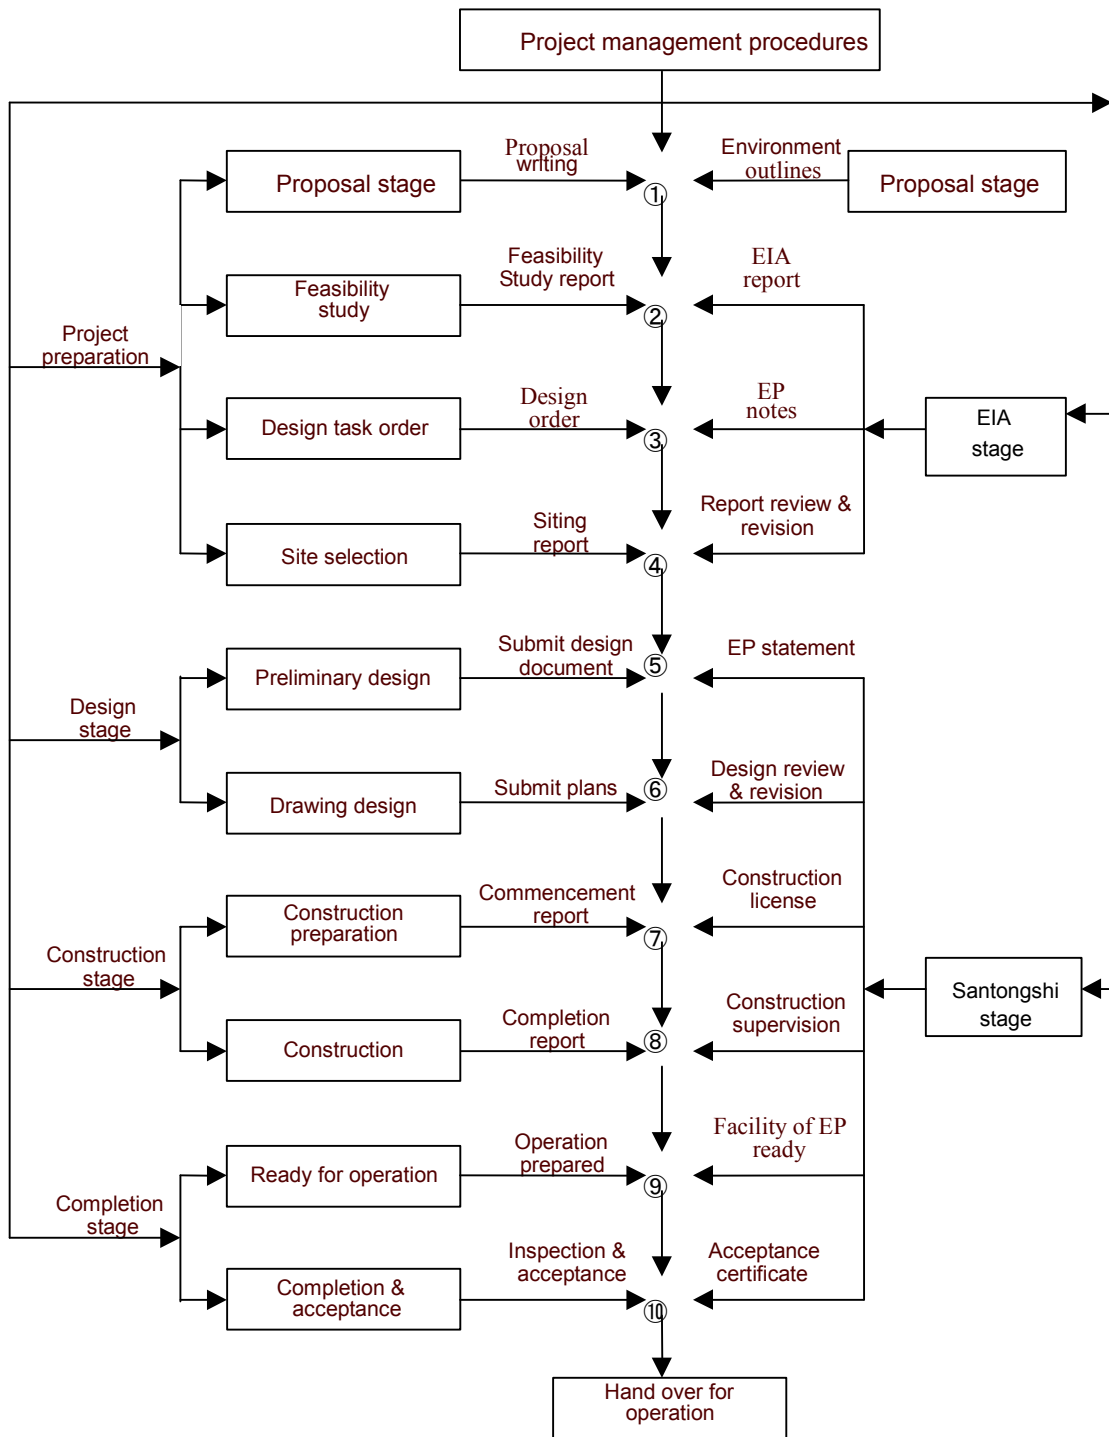 Project management procedures
Proposal
writing
Environment
outlines
Proposal stage
①
Proposal stage
Feasibility
Study report
EIA
report
Feasibility
study
②
Project
preparation
Design
order
EP
notes
Design task order
③
EIA
stage
Siting
report
Report review &
revision
Site selection
④
Submit design
document
EP statement
Preliminary design
⑤
Design
stage
Design review
& revision
Drawing design
Submit plans
⑥
Commencement
report
Construction
license
Construction
preparation
⑦
Construction
stage
Santongshi
stage
Completion
report
Construction
supervision
Construction
⑧
Operation
prepared
Facility of EP
ready
Ready for operation
⑨
Completion
stage
Inspection &
acceptance
Acceptance
certificate
Completion &
acceptance
⑩
Hand over for
operation